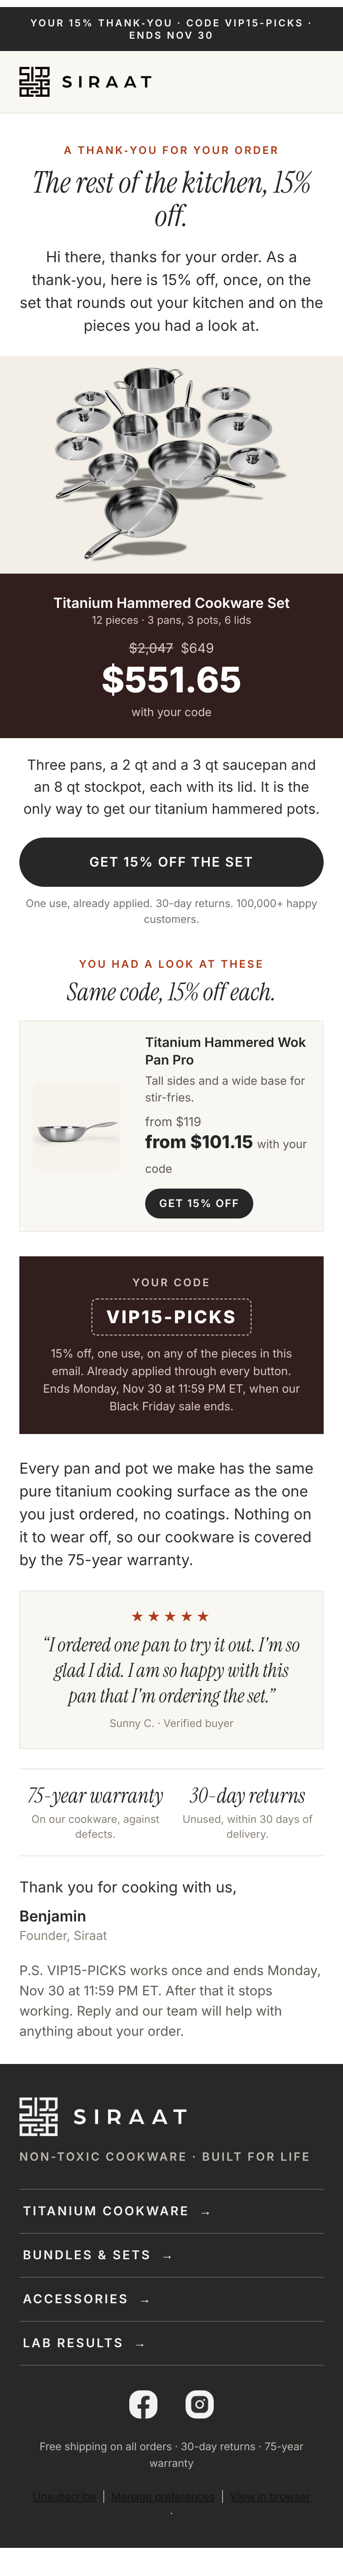 YOUR 15% THANK-YOU · CODE VIP15-PICKS ·
ENDS NOV 30
SIRAAT
A THANK-YOU FOR YOUR ORDER
The rest of the kitchen, 15%
off.
Hi there, thanks for your order. As a
thank-you, here is 15% off, once, on the
set that rounds out your kitchen and on the
pieces you had a look at.
Titanium Hammered Cookware Set
12 pieces · 3 pans, 3 pots, 6 lids
$2,047 $649
$551.65
with your code
Three pans, a 2 qt and a 3 qt saucepan and
an 8 qt stockpot, each with its lid. It is the
only way to get our titanium hammered pots.
GET 15% OFF THE SET
One use, already applied. 30-day returns. 100,000+ happy
customers.
YOU HAD A LOOK AT THESE
Same code, 15% off each.
Titanium Hammered Wok
Pan Pro
Tall sides and a wide base for
stir-fries.
from $119
from $101.15 with your
code
GET 15% OFF
YOUR CODE
VIP15-PICKS
15% off, one use, on any of the pieces in this
email. Already applied through every button.
Ends Monday, Nov 30 at 11:59 PM ET, when our
Black Friday sale ends.
Every pan and pot we make has the same
pure titanium cooking surface as the one
you just ordered, no coatings. Nothing on
it to wear off, so our cookware is covered
by the 75-year warranty.
★★★★★
“I ordered one pan to try it out. I'm so
glad I did. I am so happy with this
pan that I'm ordering the set.”
Sunny C. · Verified buyer
75-year warranty
On our cookware, against
defects.
30-day returns
Unused, within 30 days of
delivery.
Thank you for cooking with us,
Benjamin
Founder, Siraat
P.S. VIP15-PICKS works once and ends Monday,
Nov 30 at 11:59 PM ET. After that it stops
working. Reply and our team will help with
anything about your order.
SIRAAT
NON-TOXIC COOKWARE · BUILT FOR LIFE
TITANIUM COOKWARE →
BUNDLES & SETS →
ACCESSORIES →
LAB RESULTS →
Free shipping on all orders · 30-day returns · 75-year
warranty
Unsubscribe | Manage preferences | View in browser
·